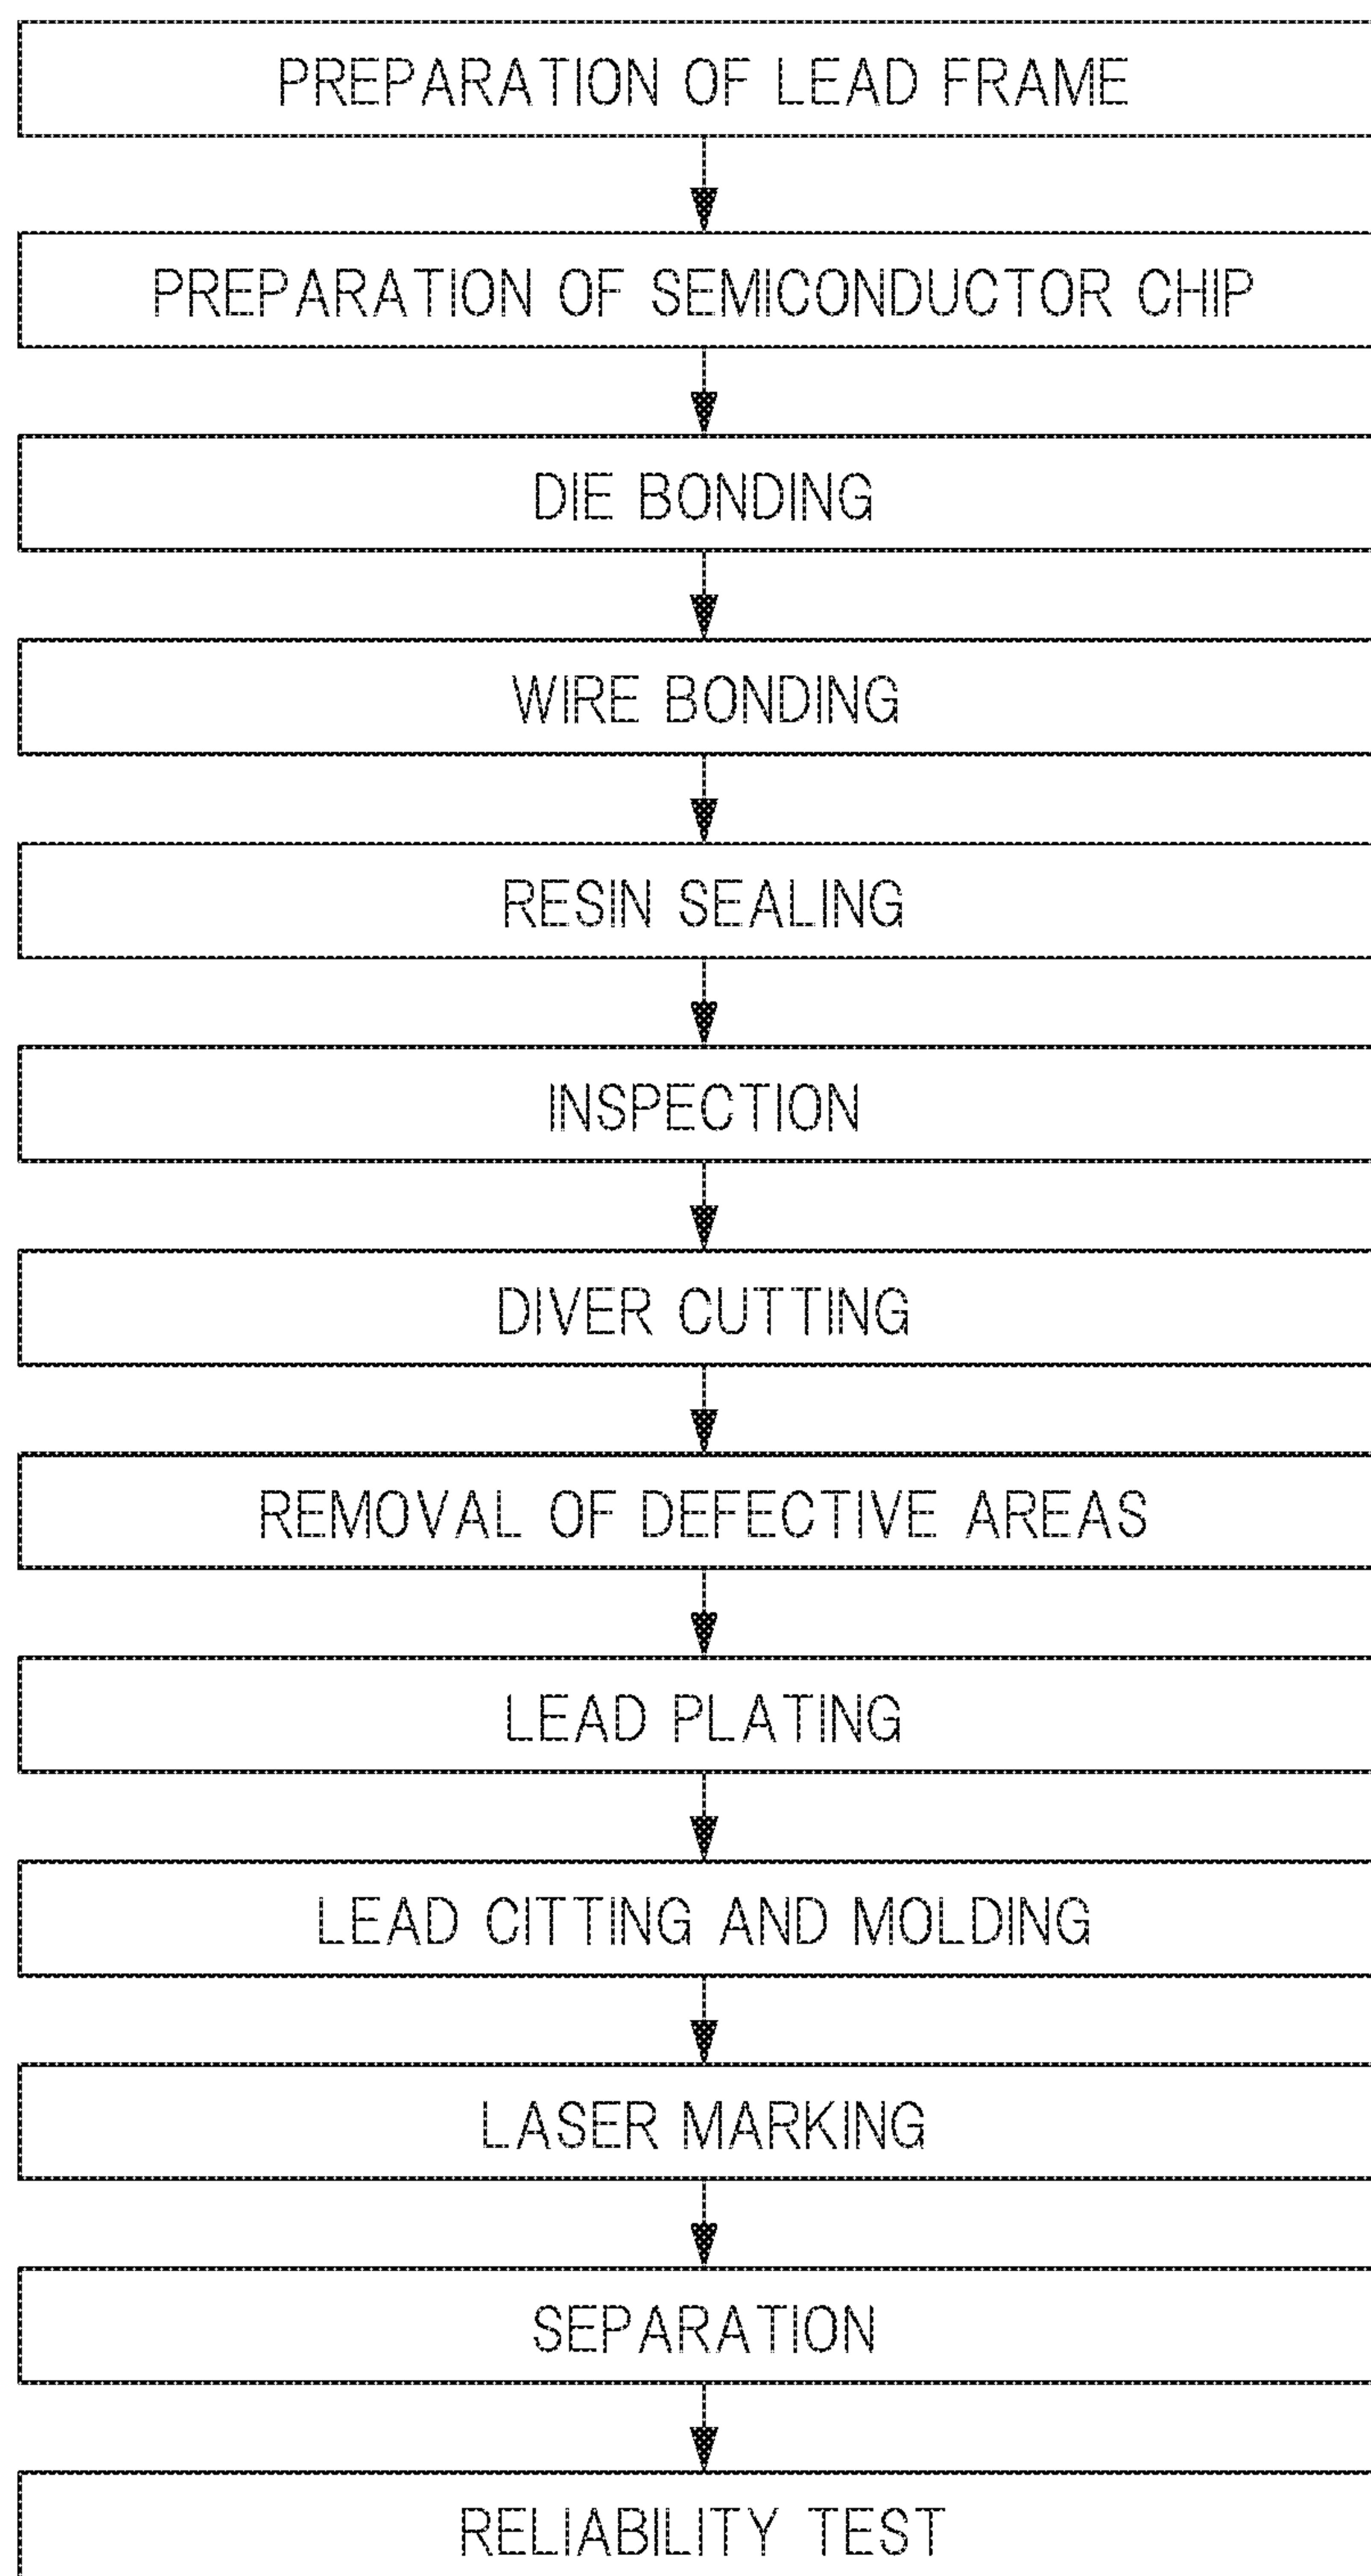 PREPARATION OF LEAD FRAME
PREPARATION OF SEMICONDUCTOR CHIP
DIE BONDING
WIRE BONDING
RESIN SEALING
INSPECTION
DIVER CUTTING
REMOVAL OF DEFECTIVE AREAS
LEAD PLATING
LEAD CITTING AND MOLDING
LASER MARKING
SEPARATION
RELIABILITY TEST